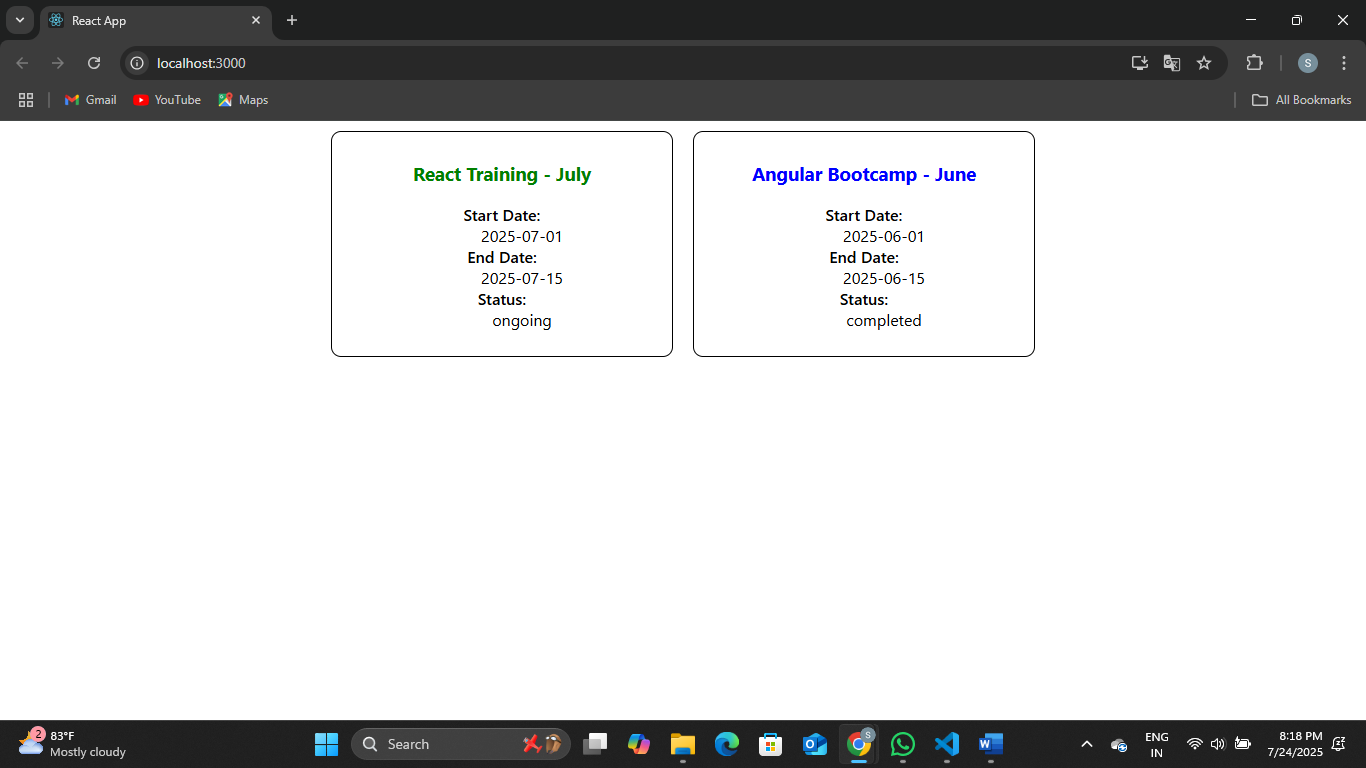 React App
localhost:3000
S
Gmail
YouTube
Maps
All Bookmarks
React Training - July
Start Date:
2025-07-01
End Date:
2025-07-15
Status:
ongoing
Angular Bootcamp - June
Start Date:
2025-06-01
End Date:
2025-06-15
Status:
completed
2
83°F
Mostly cloudy
Search
S
W
ENG
IN
8:18 PM
7/24/2025